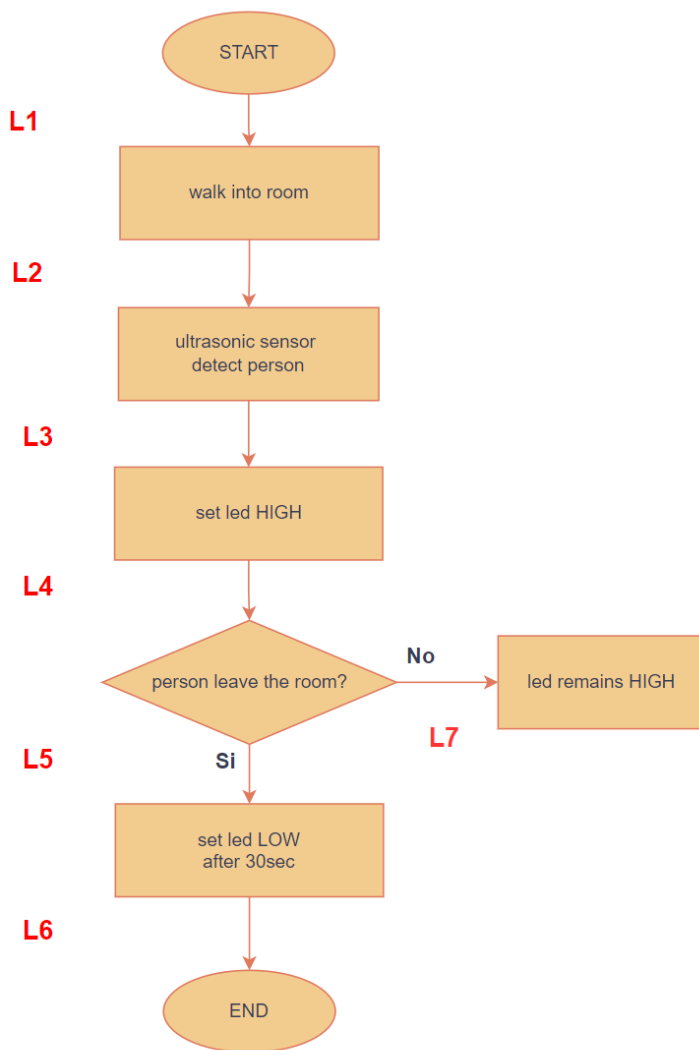 START
L1
walk into room
L2
ultrasonic sensor
detect person
L3
set led HIGH
L4
person leave the room?
No
led remains HIGH
L7
L5
Si
set led LOW
after 30sec
L6
END